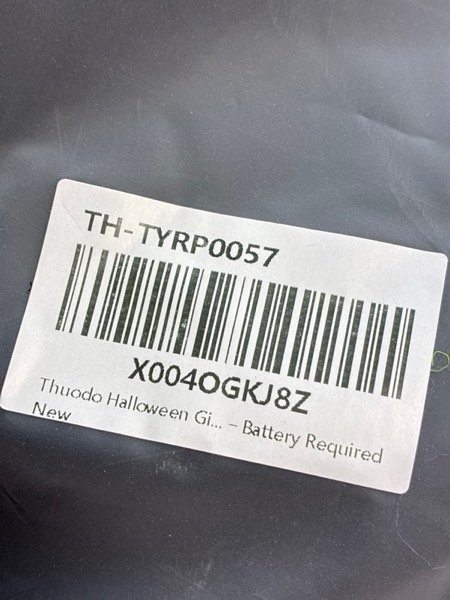 TH-TYRP0057
X004OGKJ8Z
Thuodo Halloween Gi... – Battery Required
New